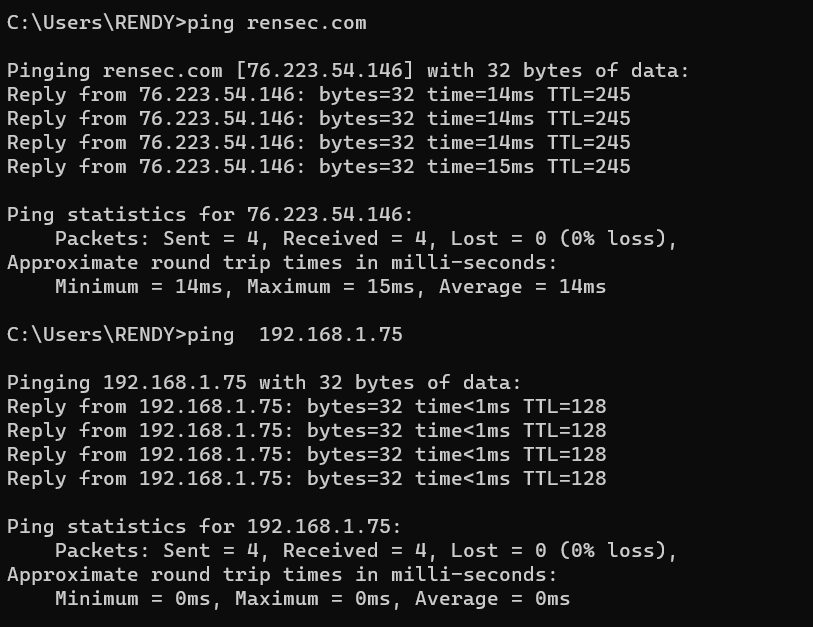 C:\Users\RENDY>ping rensec.com
Pinging rensec.com [76.223.54.146] with 32 bytes of data:
Reply from 76.223.54.146: bytes=32 time=14ms TTL=245
Reply from 76.223.54.146: bytes=32 time=14ms TTL=245
Reply from 76.223.54.146: bytes=32 time=14ms TTL=245
Reply from 76.223.54.146: bytes=32 time=15ms TTL=245
Ping statistics for 76.223.54.146:
    Packets: Sent = 4, Received = 4, Lost = 0 (0% loss),
Approximate round trip times in milli-seconds:
    Minimum = 14ms, Maximum = 15ms, Average = 14ms
C:\Users\RENDY>ping  192.168.1.75
Pinging 192.168.1.75 with 32 bytes of data:
Reply from 192.168.1.75: bytes=32 time<1ms TTL=128
Reply from 192.168.1.75: bytes=32 time<1ms TTL=128
Reply from 192.168.1.75: bytes=32 time<1ms TTL=128
Reply from 192.168.1.75: bytes=32 time<1ms TTL=128
Ping statistics for 192.168.1.75:
    Packets: Sent = 4, Received = 4, Lost = 0 (0% loss),
Approximate round trip times in milli-seconds:
    Minimum = 0ms, Maximum = 0ms, Average = 0ms